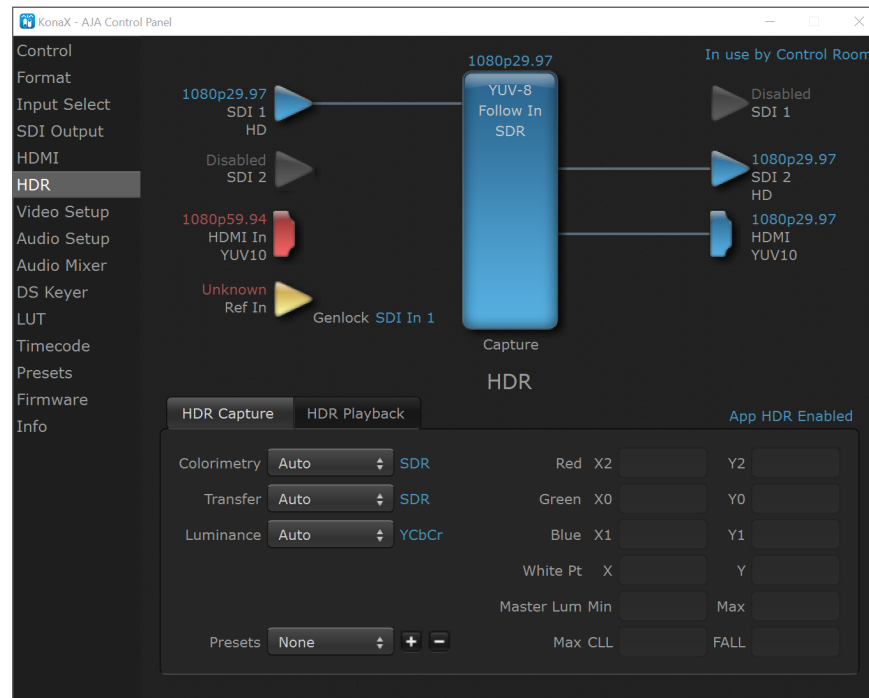 KonaX - AJA Control Panel
Control
Format
Input Select
SDI Output
HDMI
HDR
Video Setup
Audio Setup
Audio Mixer
DS Keyer
LUT
Timecode
Presets
Firmware
Info
In use by Control Room
1080p29.97
YUV-8
Follow In
SDR
Capture
1080p29.97
SDI 1
HD
Disabled
SDI 2
1080p59.94
HDMI In
YUV10
Unknown
Ref In
Genlock SDI In 1
Disabled
SDI 1
1080p29.97
SDI 2
HD
1080p29.97
HDMI
YUV10
HDR
HDR Capture HDR Playback
App HDR Enabled
Colorimetry Auto SDR Red X2 Y2
Transfer Auto SDR Green X0 Y0
Luminance Auto YCbCr Blue X1 Y1
White Pt X Y
Master Lum Min Max
Presets None + − Max CLL FALL